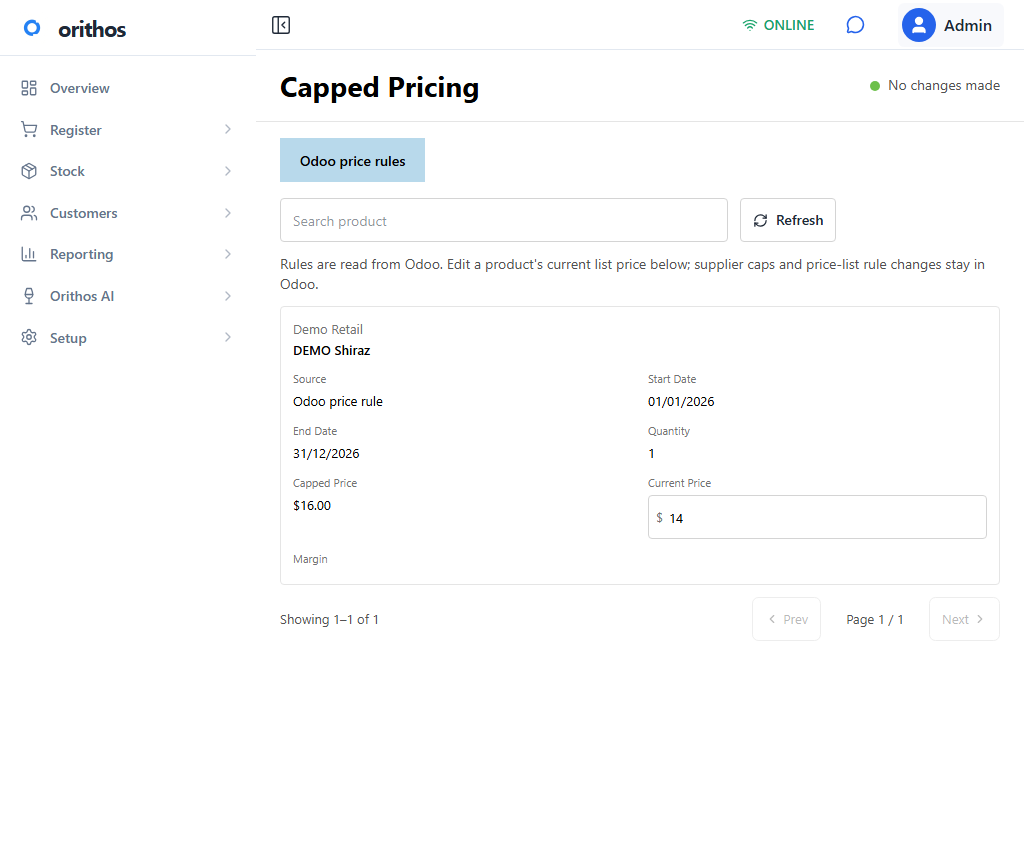 orithos
ONLINE
Admin
Overview
Register
Stock
Customers
Reporting
Orithos AI
Setup
Capped Pricing
No changes made
Odoo price rules
Search product
Refresh
Rules are read from Odoo. Edit a product's current list price below; supplier caps and price-list rule changes stay in
Odoo.
Demo Retail
DEMO Shiraz
Source
Start Date
Odoo price rule
01/01/2026
End Date
Quantity
31/12/2026
1
Capped Price
Current Price
$16.00
$ 14
Margin
Showing 1–1 of 1
Prev
Page 1 / 1
Next